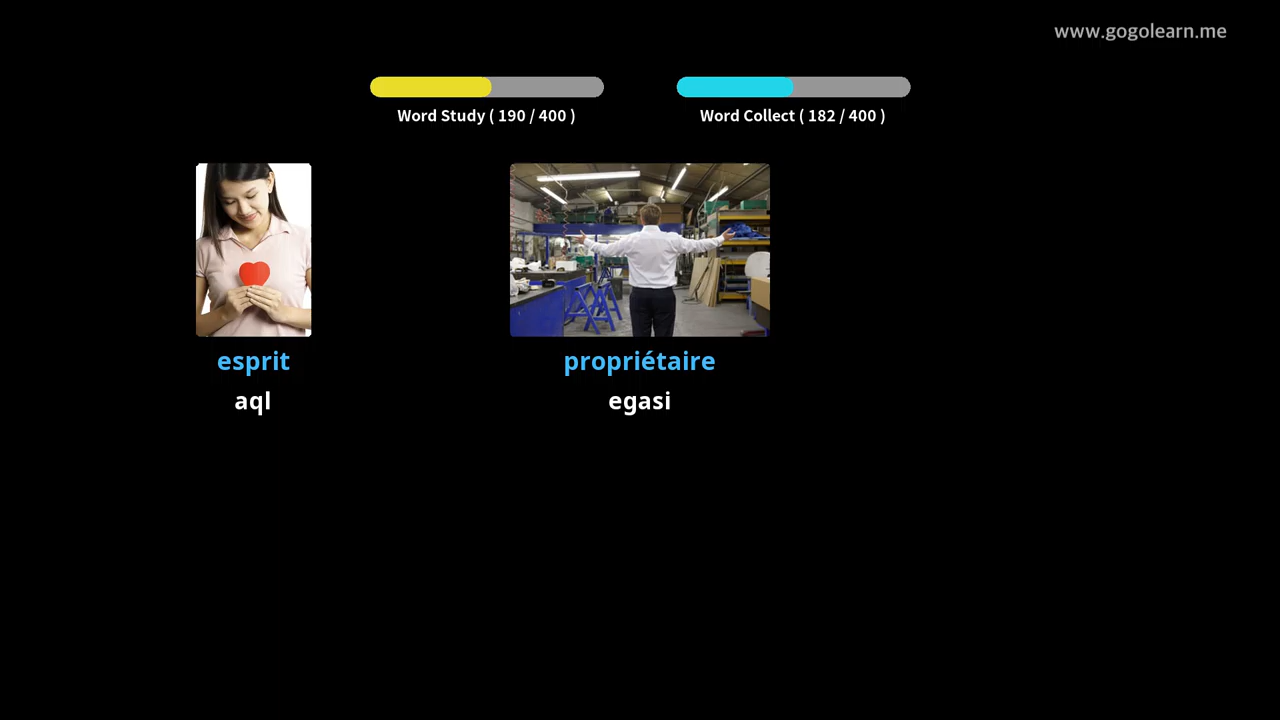 www.gogolearn.me
Word Study ( 190 / 400 )
Word Collect ( 182 / 400 )
esprit
aql
propriétaire
egasi